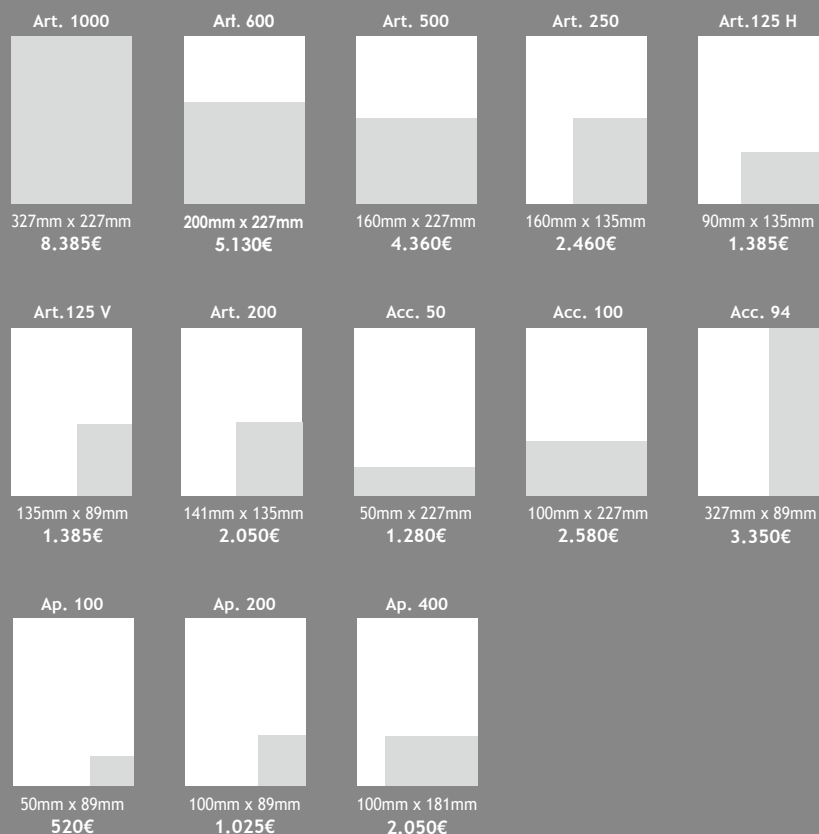 Art. 1000
Art. 600
Art. 500
Art. 250
Art.125 H
327mm x 227mm
200mm x 227mm
160mm x 227mm
160mm x 135mm
90mm x 135mm
8.385€
5.130€
4.360€
2.460€
1.385€
Art.125 V
Art. 200
Acc. 50
Acc. 100
Acc. 94
135mm x 89mm
141mm x 135mm
50mm x 227mm
100mm x 227mm
327mm x 89mm
1.385€
2.050€
1.280€
2.580€
3.350€
Ap. 100
Ap. 200
Ap. 400
50mm x 89mm
100mm x 89mm
100mm x 181mm
520€
1.025€
2.050€